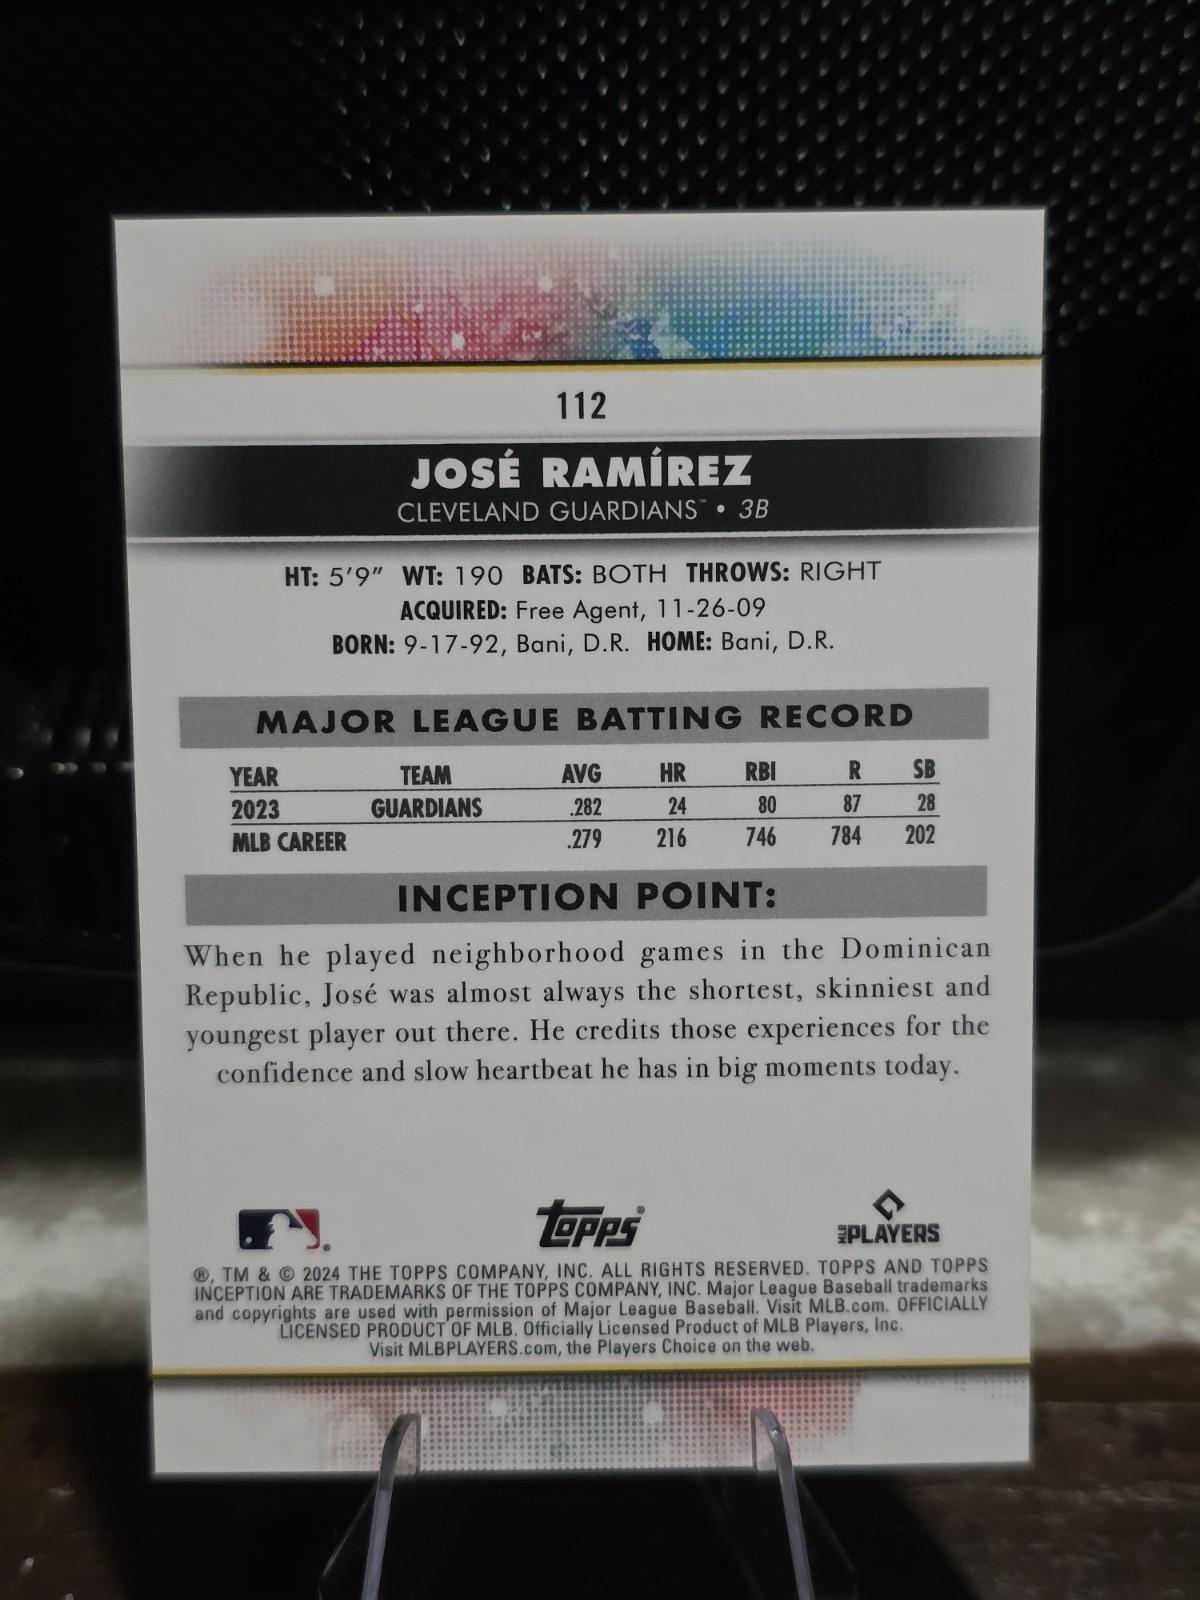 112
JOSÉ RAMÍREZ
CLEVELAND GUARDIANS™ • 3B
HT: 5'9" WT: 190 BATS: BOTH THROWS: RIGHT
ACQUIRED: Free Agent, 11-26-09
BORN: 9-17-92, Bani, D.R. HOME: Bani, D.R.
MAJOR LEAGUE BATTING RECORD
YEAR TEAM AVG HR RBI R SB
2023 GUARDIANS .282 24 80 87 28
MLB CAREER .279 216 746 784 202
INCEPTION POINT:
When he played neighborhood games in the Dominican
Republic, José was almost always the shortest, skinniest and
youngest player out there. He credits those experiences for the
confidence and slow heartbeat he has in big moments today.
® topps® MLB PLAYERS
®, TM & © 2024 THE TOPPS COMPANY, INC. ALL RIGHTS RESERVED. TOPPS AND TOPPS
INCEPTION ARE TRADEMARKS OF THE TOPPS COMPANY, INC. Major League Baseball trademarks
and copyrights are used with permission of Major League Baseball. Visit MLB.com. OFFICIALLY
LICENSED PRODUCT OF MLB. Officially Licensed Product of MLB Players, Inc.
Visit MLBPLAYERS.com, the Players Choice on the web.